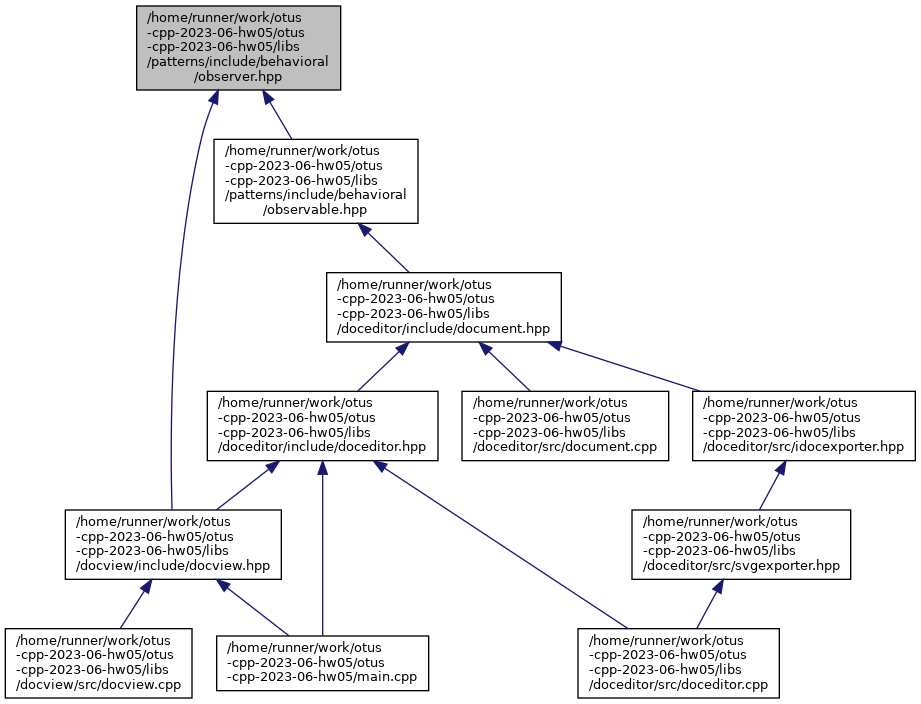 /home/runner/work/otus
-cpp-2023-06-hw05/otus
-cpp-2023-06-hw05/libs
/patterns/include/behavioral
/observer.hpp
/home/runner/work/otus
-cpp-2023-06-hw05/otus
-cpp-2023-06-hw05/libs
/patterns/include/behavioral
/observable.hpp
/home/runner/work/otus
-cpp-2023-06-hw05/otus
-cpp-2023-06-hw05/libs
/doceditor/include/document.hpp
/home/runner/work/otus
-cpp-2023-06-hw05/otus
-cpp-2023-06-hw05/libs
/doceditor/include/doceditor.hpp
/home/runner/work/otus
-cpp-2023-06-hw05/otus
-cpp-2023-06-hw05/libs
/doceditor/src/document.cpp
/home/runner/work/otus
-cpp-2023-06-hw05/otus
-cpp-2023-06-hw05/libs
/doceditor/src/idocexporter.hpp
/home/runner/work/otus
-cpp-2023-06-hw05/otus
-cpp-2023-06-hw05/libs
/docview/include/docview.hpp
/home/runner/work/otus
-cpp-2023-06-hw05/otus
-cpp-2023-06-hw05/libs
/doceditor/src/svgexporter.hpp
/home/runner/work/otus
-cpp-2023-06-hw05/otus
-cpp-2023-06-hw05/libs
/docview/src/docview.cpp
/home/runner/work/otus
-cpp-2023-06-hw05/otus
-cpp-2023-06-hw05/main.cpp
/home/runner/work/otus
-cpp-2023-06-hw05/otus
-cpp-2023-06-hw05/libs
/doceditor/src/doceditor.cpp